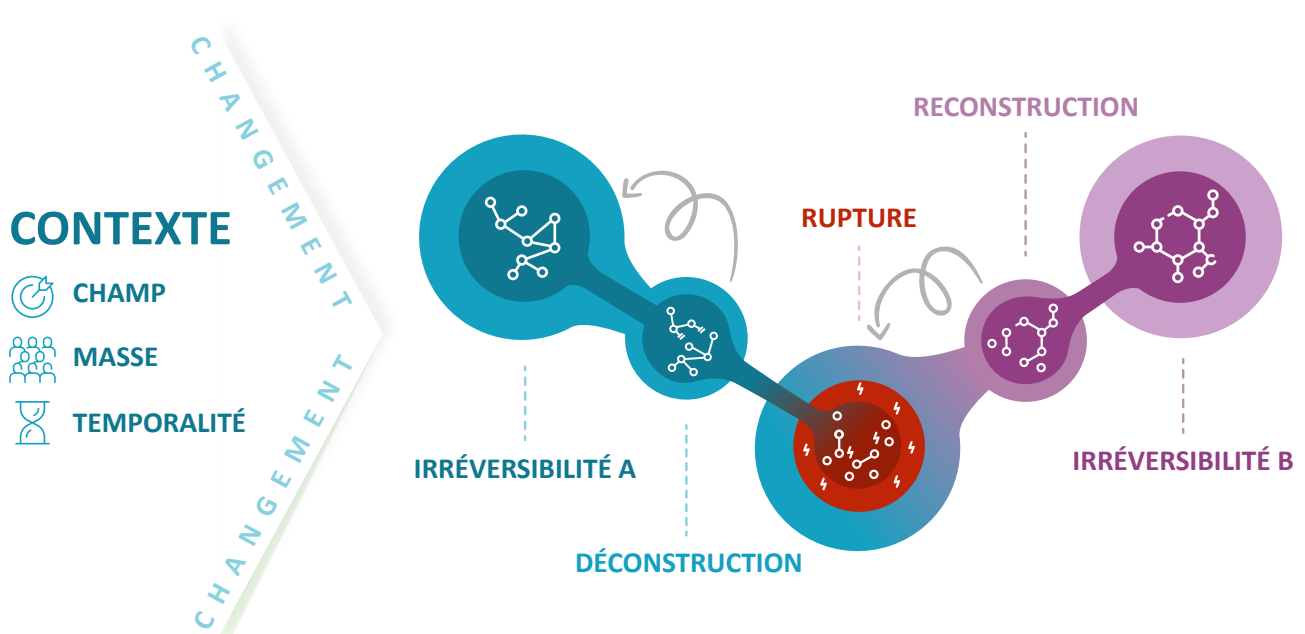 CHANGEMENT
CONTEXTE
CHAMP
MASSE
TEMPORALITÉ
CHANGEMENT
RECONSTRUCTION
RUPTURE
IRRÉVERSIBILITÉ A
IRRÉVERSIBILITÉ B
DÉCONSTRUCTION